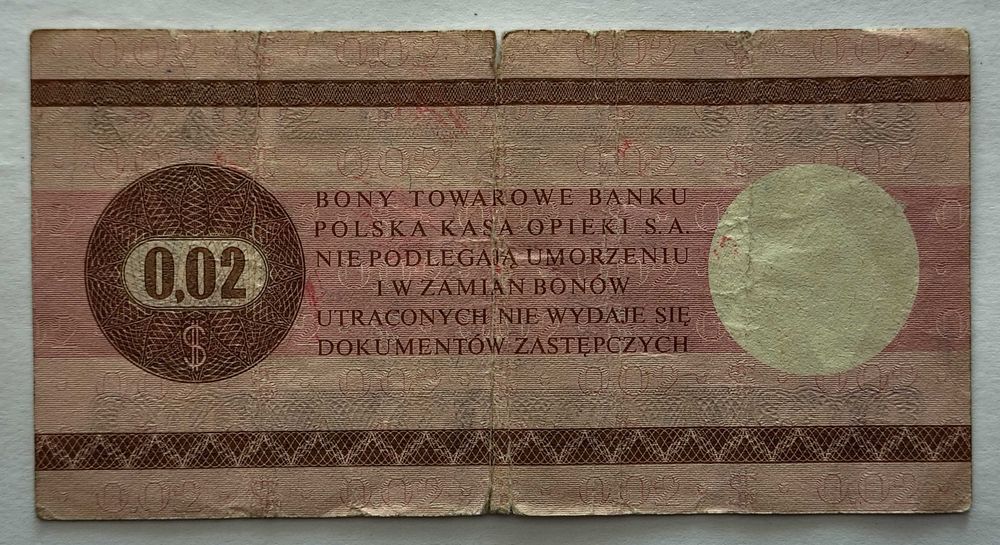 BONY TOWAROWE BANKU
POLSKA KASA OPIEKI S.A.
NIE PODLEGAJĄ UMORZENIU
I W ZAMIAN BONÓW
UTRACONYCH NIE WYDAJE SIĘ
DOKUMENTÓW ZASTĘPCZYCH
0,02
$